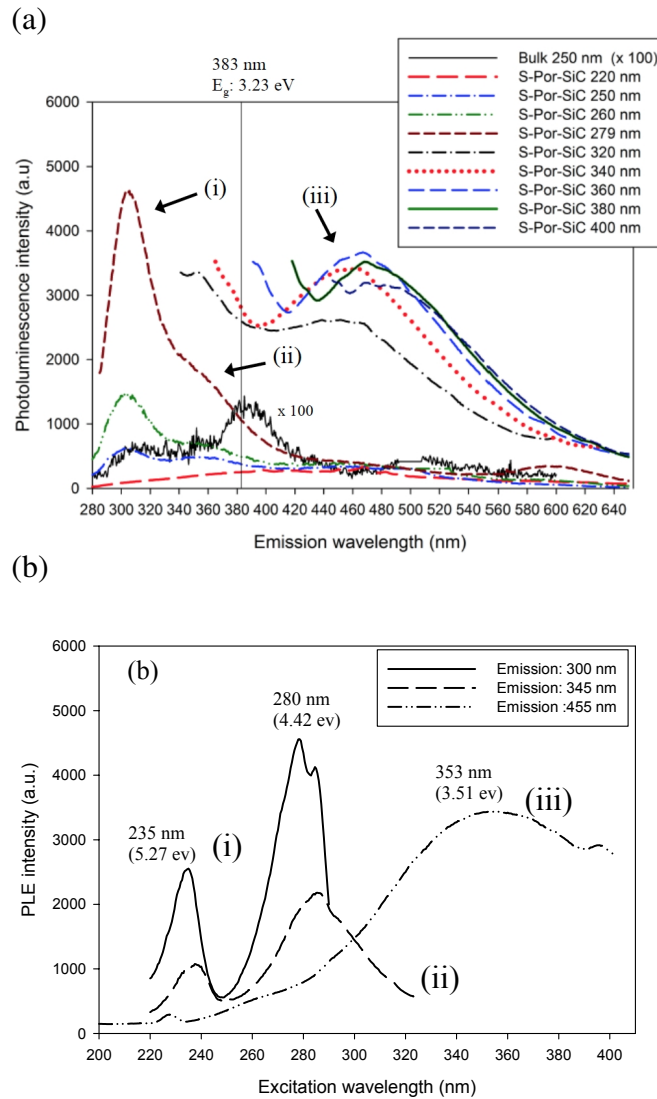 (a)
383 nm
Eg: 3.23 eV
Bulk 250 nm (x 100)
S-Por-SiC 220 nm
S-Por-SiC 250 nm
S-Por-SiC 260 nm
S-Por-SiC 279 nm
S-Por-SiC 320 nm
S-Por-SiC 340 nm
S-Por-SiC 360 nm
S-Por-SiC 380 nm
S-Por-SiC 400 nm
Photoluminescence intensity (a.u)
6000
5000
4000
3000
2000
1000
0
(i)
(iii)
(ii)
x 100
280 300 320 340 360 380 400 420 440 460 480 500 520 540 560 580 600 620 640
Emission wavelength (nm)
(b)
(b)
Emission: 300 nm
Emission: 345 nm
Emission :455 nm
PLE intensity (a.u.)
6000
5000
4000
3000
2000
1000
0
280 nm
(4.42 ev)
353 nm
(3.51 ev)
(iii)
235 nm
(5.27 ev)
(i)
(ii)
200 220 240 260 280 300 320 340 360 380 400
Excitation wavelength (nm)